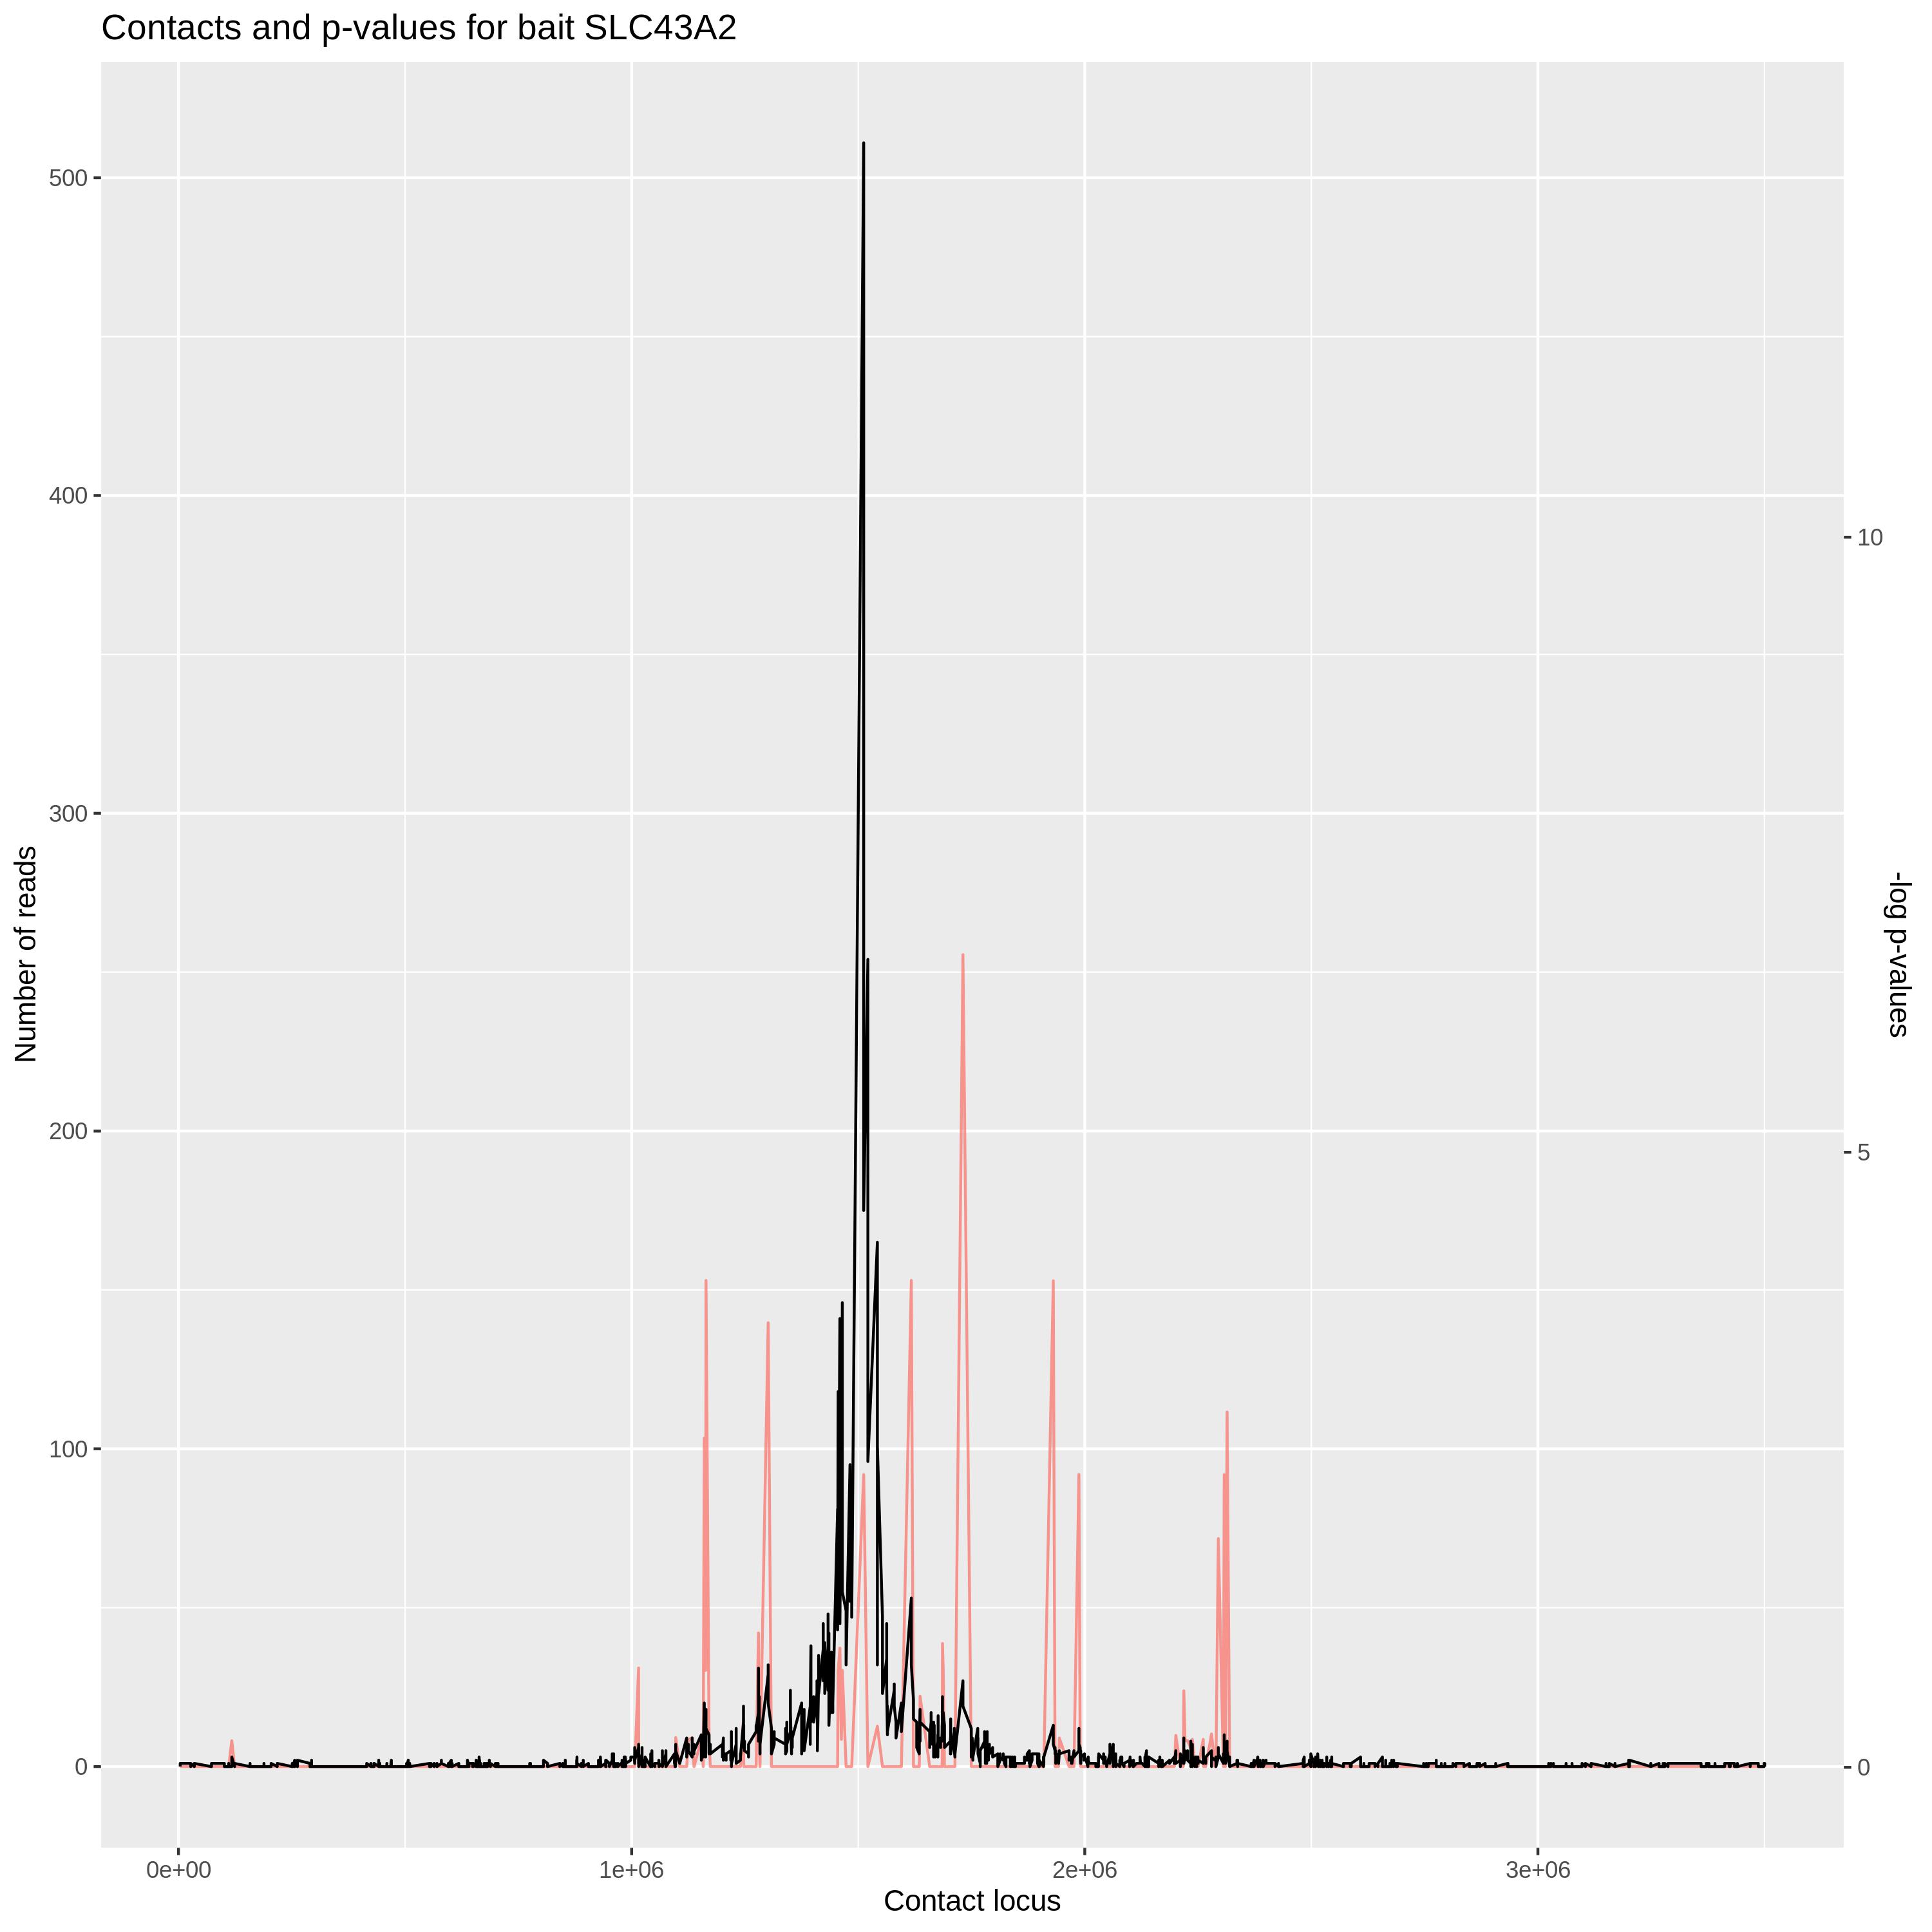 Contacts and p-values for bait SLC43A2
500
400
300
200
100
0
Number of reads
10
5
0
-log p-values
0e+00
1e+06
2e+06
3e+06
Contact locus